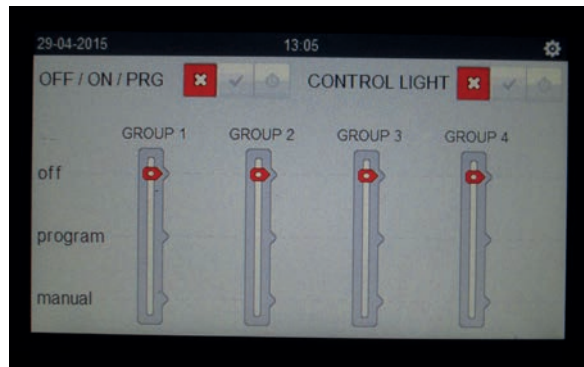 29-04-2015 13:05
OFF / ON / PRG CONTROL LIGHT
GROUP 1 GROUP 2 GROUP 3 GROUP 4
off
program
manual